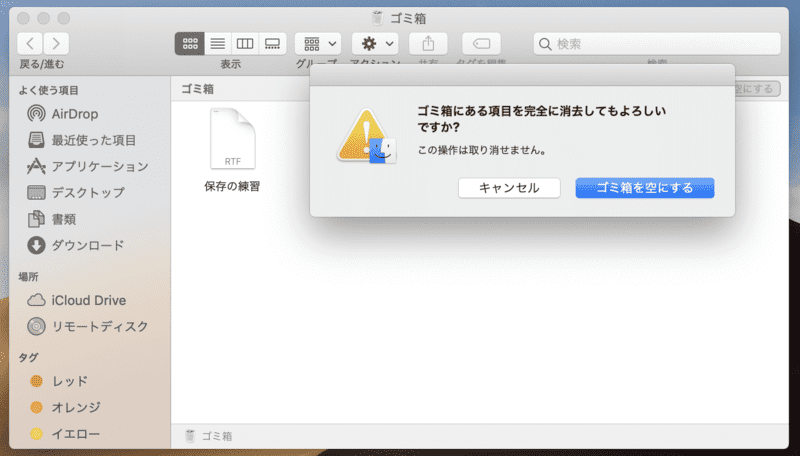 ゴミ箱
戻る/進む
表示
グループ
アクション
共有
タグを編集
検索
検索
よく使う項目
AirDrop
最近使った項目
アプリケーション
デスクトップ
書類
ダウンロード
場所
iCloud Drive
リモートディスク
タグ
レッド
オレンジ
イエロー
ゴミ箱
空にする
RTF
保存の練習
ゴミ箱にある項目を完全に消去してもよろしい
ですか?
この操作は取り消せません。
キャンセル
ゴミ箱を空にする
ゴミ箱